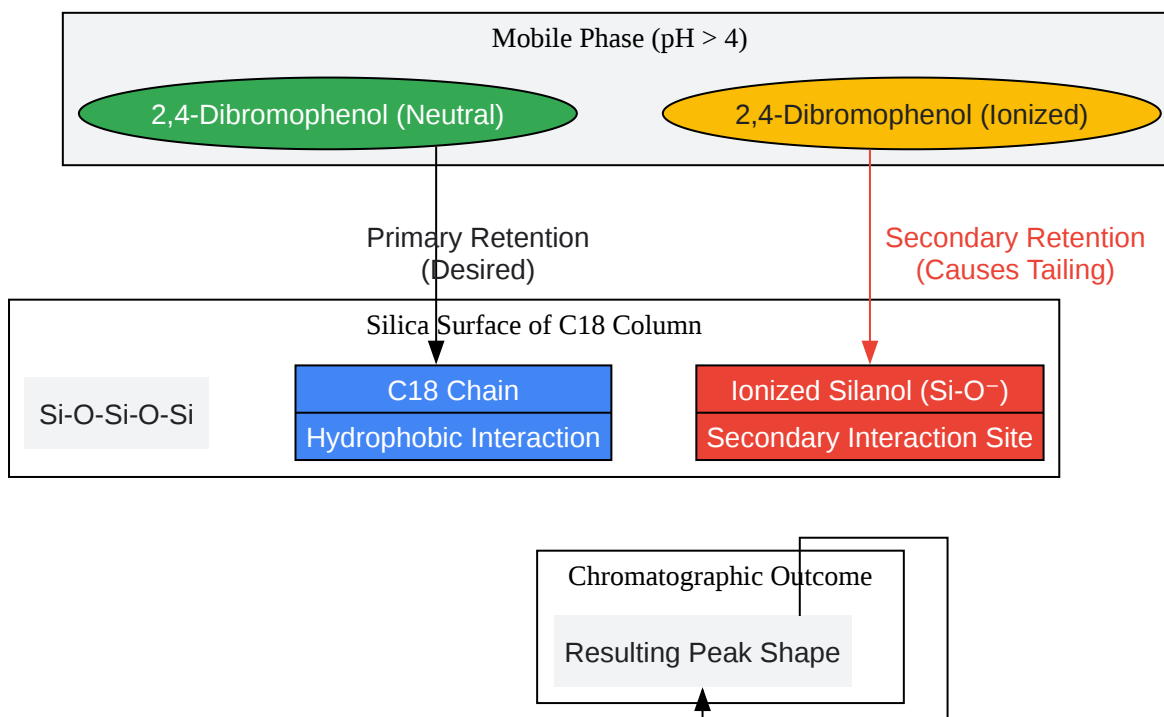 Mobile Phase (pH > 4)
2,4-Dibromophenol (Neutral)
2,4-Dibromophenol (Ionized)
Primary Retention
(Desired)
Secondary Retention
(Causes Tailing)
Silica Surface of C18 Column
Si-O-Si-O-Si
C18 Chain
Hydrophobic Interaction
Ionized Silanol (Si-O⁻)
Secondary Interaction Site
Chromatographic Outcome
Resulting Peak Shape